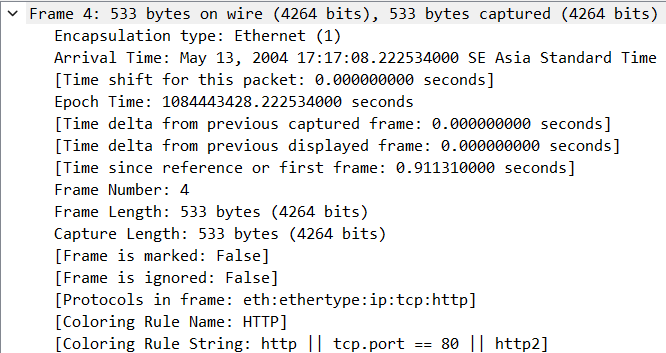 Frame 4: 533 bytes on wire (4264 bits), 533 bytes captured (4264 bits)
Encapsulation type: Ethernet (1)
Arrival Time: May 13, 2004 17:17:08.222534000 SE Asia Standard Time
[Time shift for this packet: 0.000000000 seconds]
Epoch Time: 1084443428.222534000 seconds
[Time delta from previous captured frame: 0.000000000 seconds]
[Time delta from previous displayed frame: 0.000000000 seconds]
[Time since reference or first frame: 0.911310000 seconds]
Frame Number: 4
Frame Length: 533 bytes (4264 bits)
Capture Length: 533 bytes (4264 bits)
[Frame is marked: False]
[Frame is ignored: False]
[Protocols in frame: eth:ethertype:ip:tcp:http]
[Coloring Rule Name: HTTP]
[Coloring Rule String: http || tcp.port == 80 || http2]